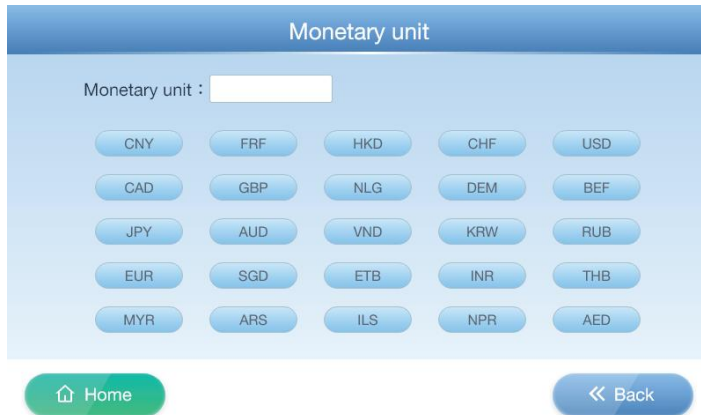 Monetary unit
Monetary unit：
CNY FRF HKD CHF USD
CAD GBP NLG DEM BEF
JPY AUD VND KRW RUB
EUR SGD ETB INR THB
MYR ARS ILS NPR AED
Home Back